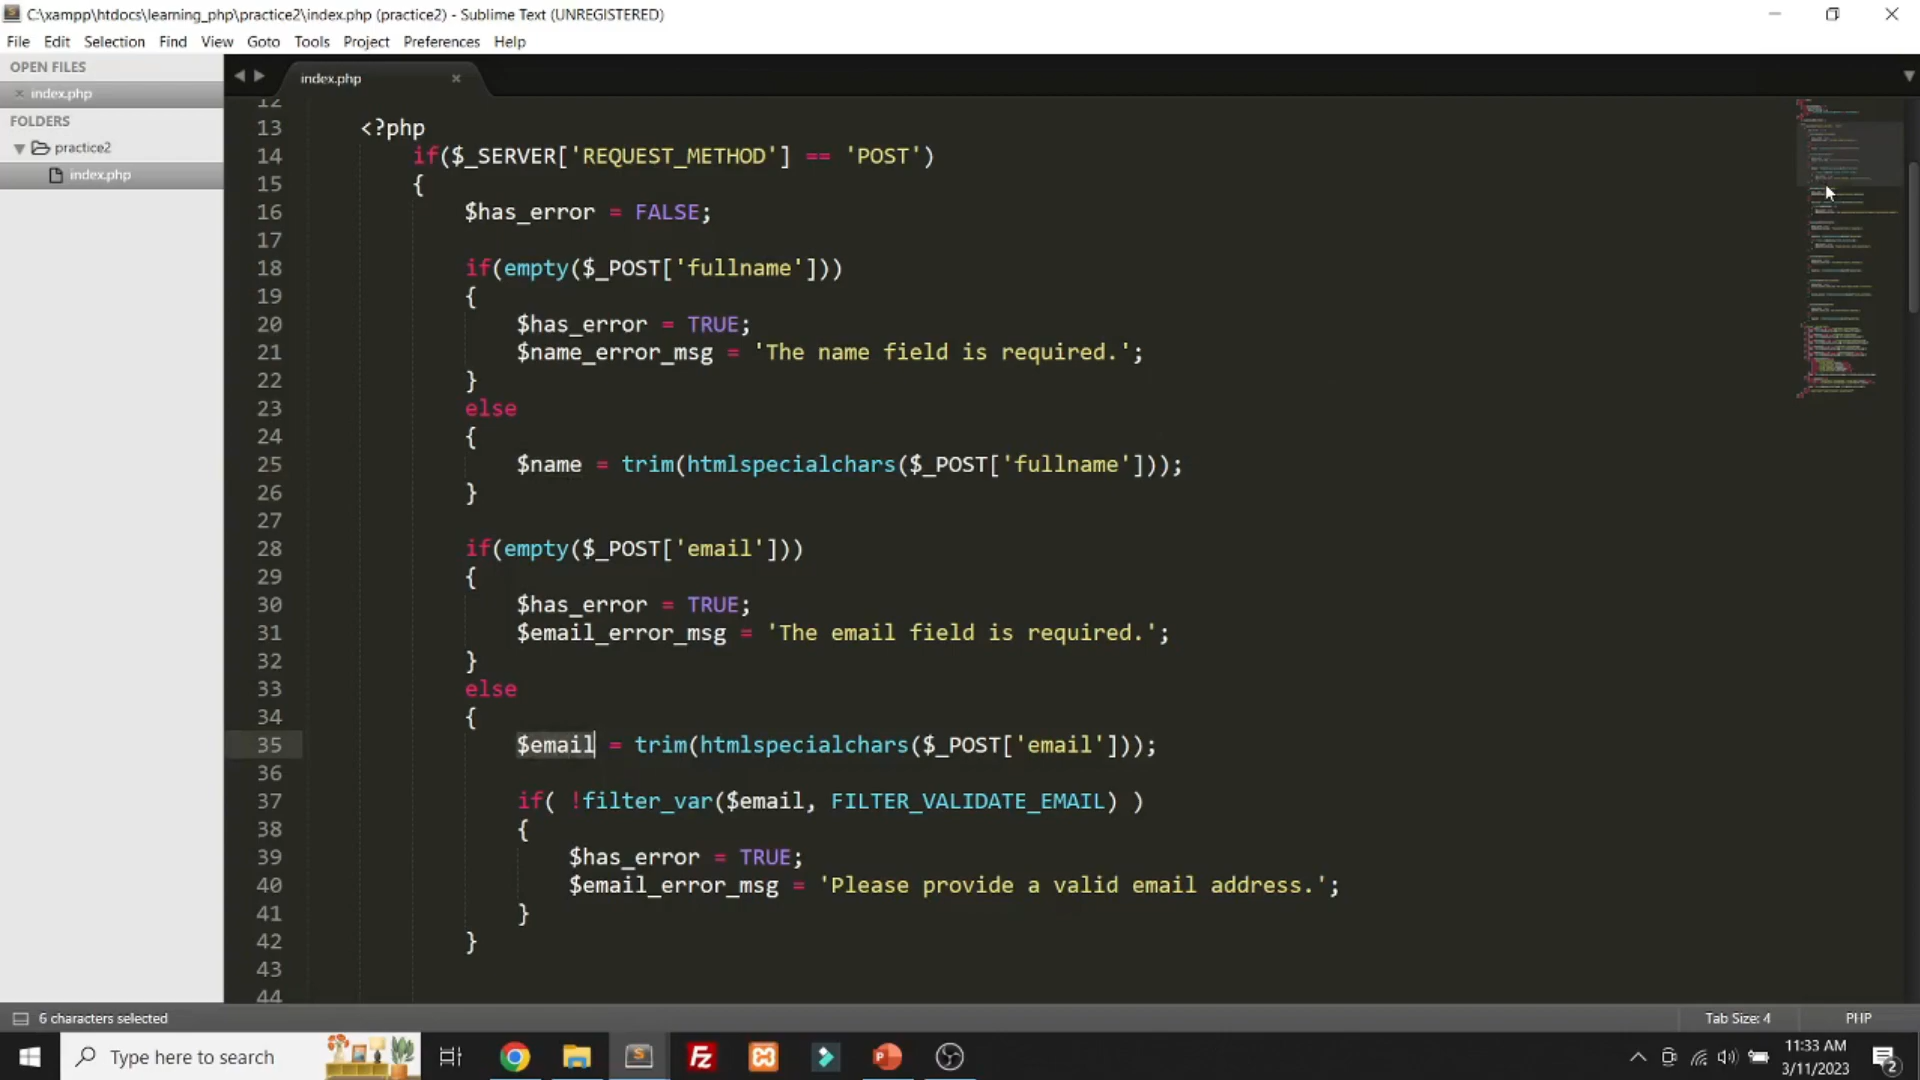 C:\xampp\htdocs\learning_php\practice2\index.php (practice2) - Sublime Text (UNREGISTERED)
File Edit Selection Find View Goto Tools Project Preferences Help
OPEN FILES
index.php
FOLDERS
practice2
index.php
index.php
12
13 <?php
14 if($_SERVER['REQUEST_METHOD'] == 'POST')
15 {
16 $has_error = FALSE;
17
18 if(empty($_POST['fullname']))
19 {
20 $has_error = TRUE;
21 $name_error_msg = 'The name field is required.';
22 }
23 else
24 {
25 $name = trim(htmlspecialchars($_POST['fullname']));
26 }
27
28 if(empty($_POST['email']))
29 {
30 $has_error = TRUE;
31 $email_error_msg = 'The email field is required.';
32 }
33 else
34 {
35 $email = trim(htmlspecialchars($_POST['email']));
36
37 if( !filter_var($email, FILTER_VALIDATE_EMAIL) )
38 {
39 $has_error = TRUE;
40 $email_error_msg = 'Please provide a valid email address.';
41 }
42 }
43
44
6 characters selected
Tab Size: 4 PHP
Type here to search
11:33 AM
3/11/2023
2